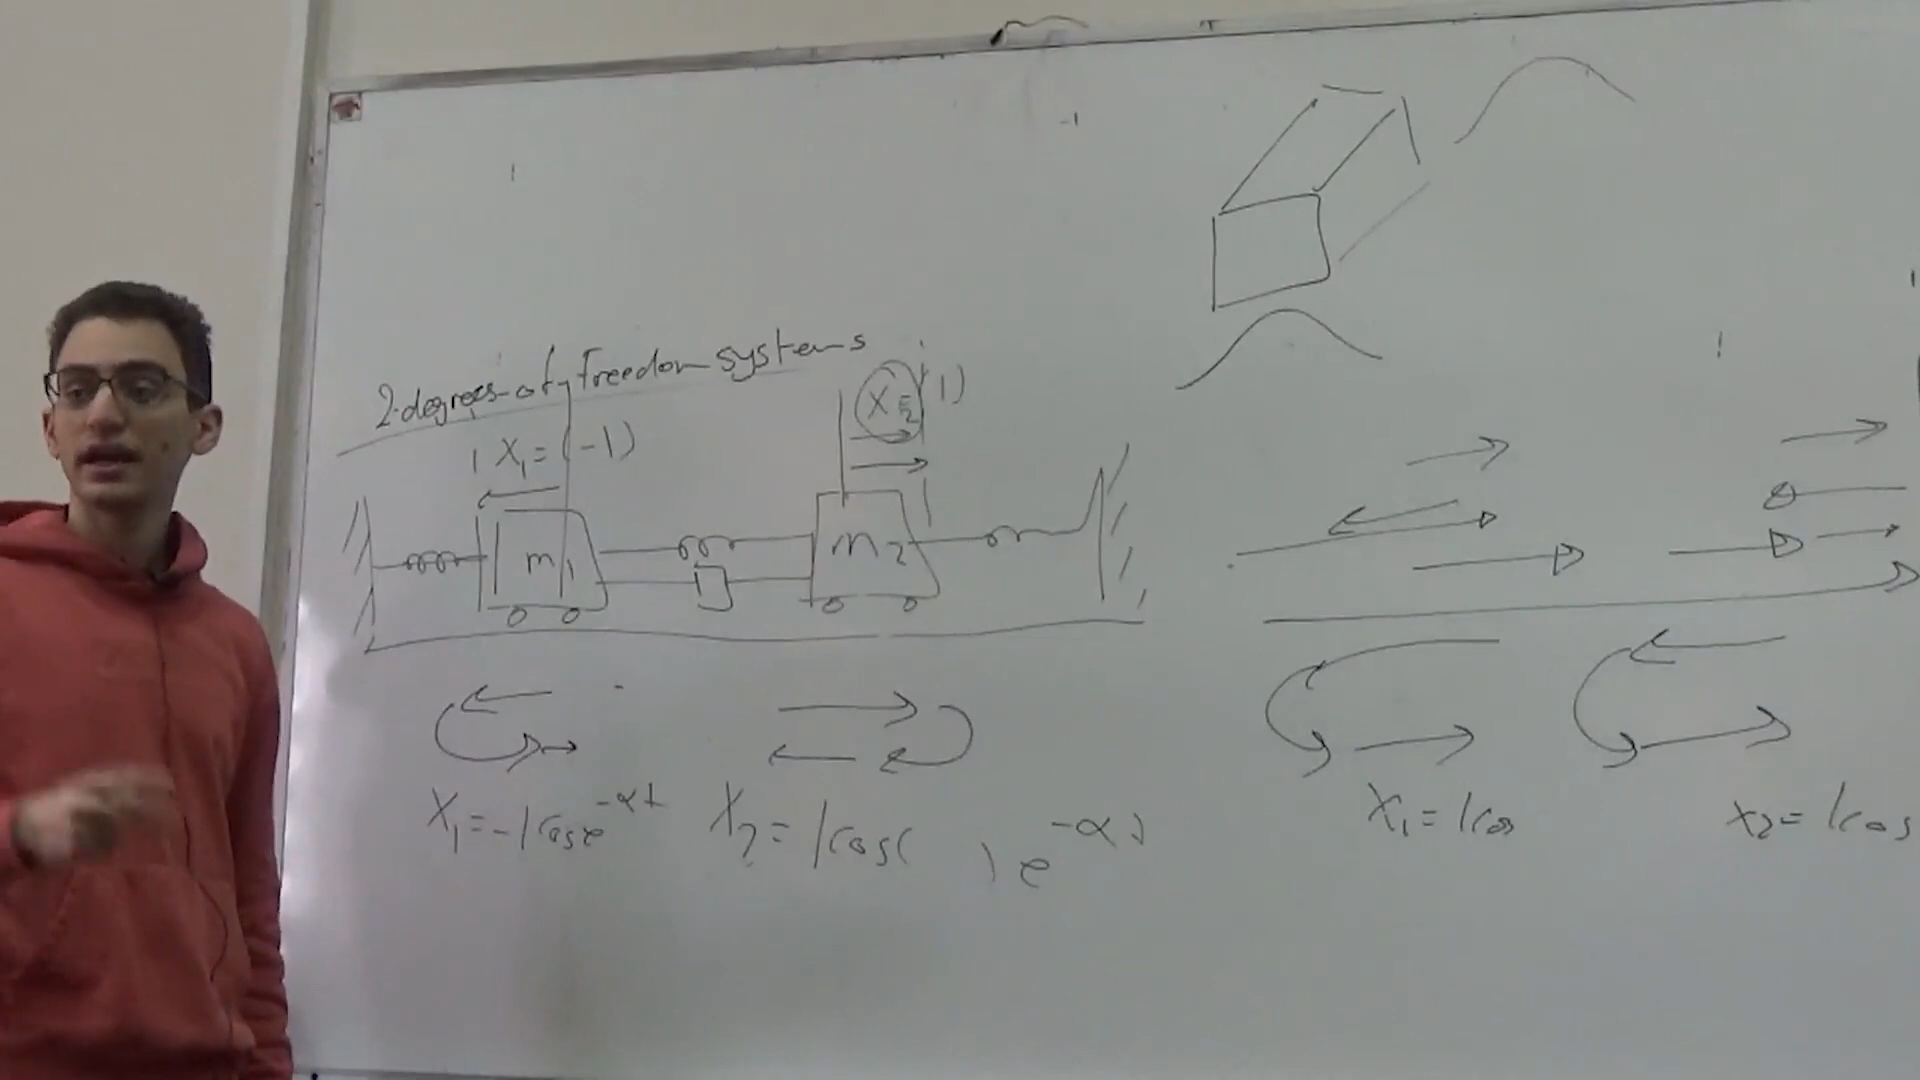 2-degrees-of-freedom systems
X₁=(-1)
X₂=(1)
m₁
m₂
X₁=-1cos e^-αt
X₂=1cos( ) e^-αt
X₁=1cos
X₂=1cos